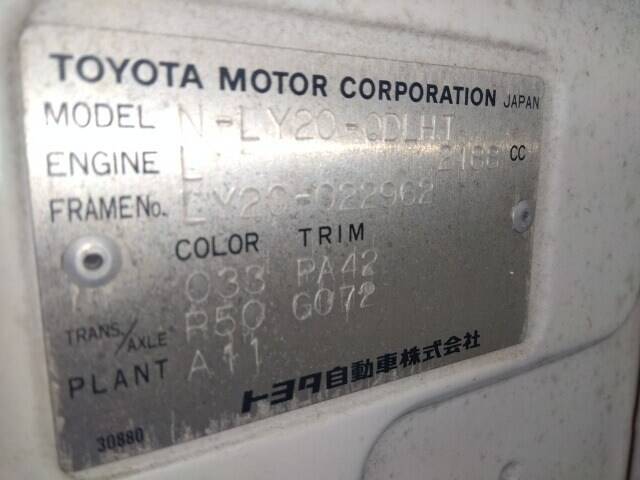 TOYOTA MOTOR CORPORATION JAPAN
MODEL N-LY20-QDLHT
ENGINE L 2188 CC
FRAME No. LY20-022962
COLOR TRIM
033 PA42
TRANS./AXLE R50 G072
PLANT A11
トヨタ自動車株式会社
30880